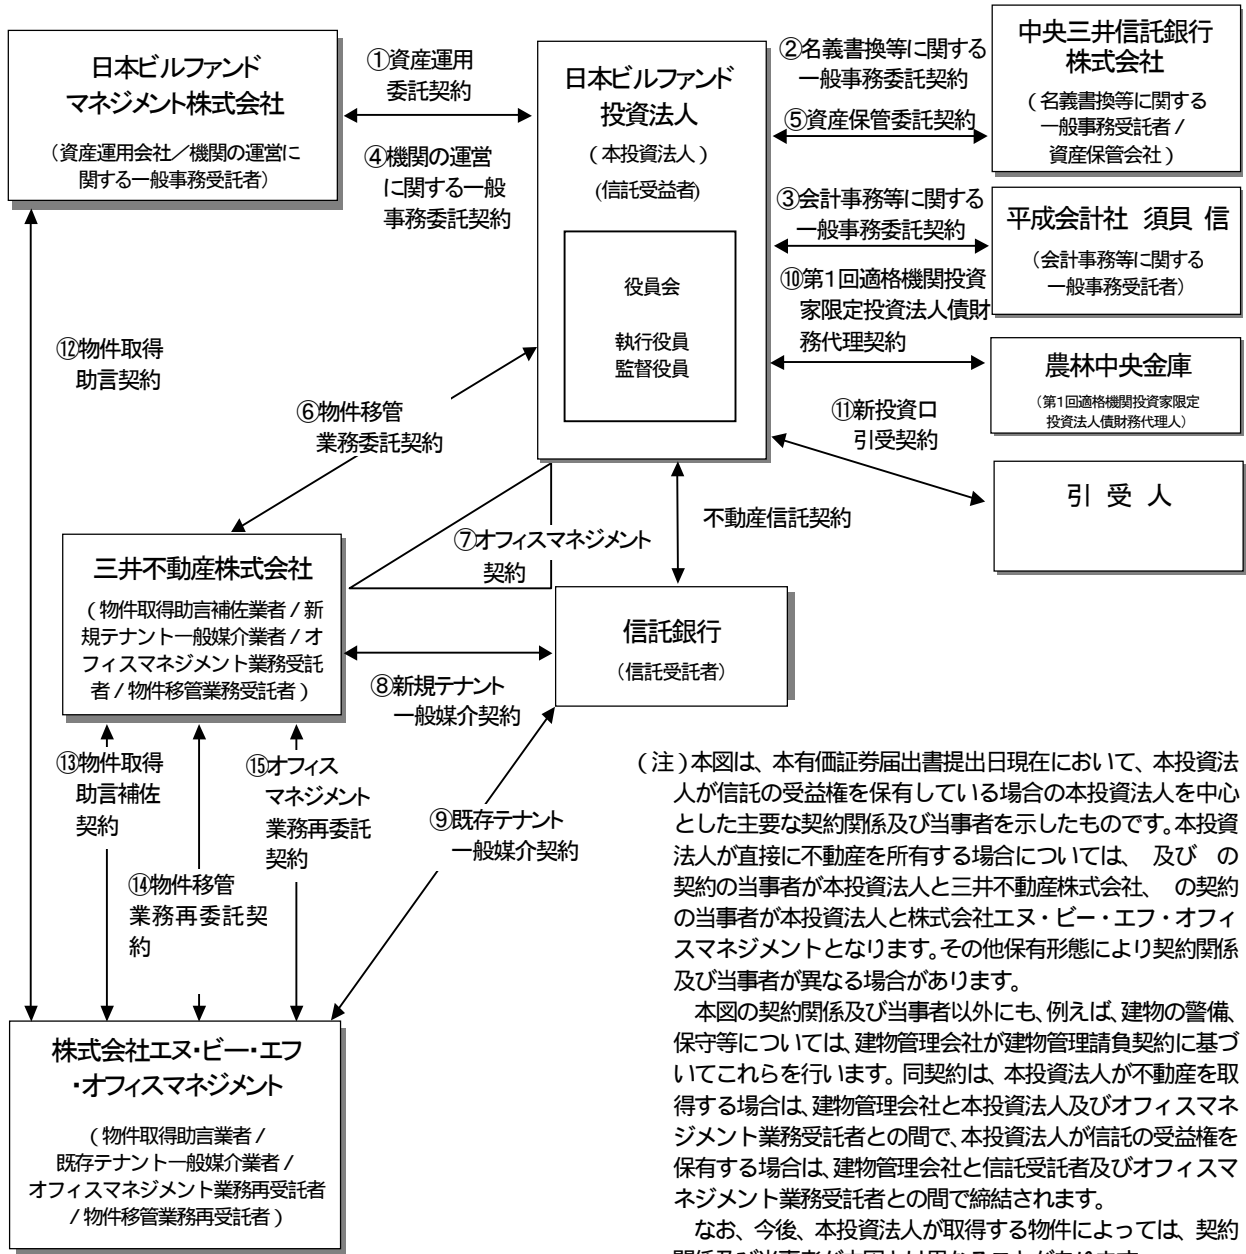 日本ビルファンド
マネジメント株式会社
（資産運用会社／機関の運営に
関する一般事務受託者）
①資産運用
委託契約
④機関の運営
に関する一般
事務委託契約
日本ビルファンド
投資法人
（本投資法人）
(信託受益者)
役員会
執行役員
監督役員
②名義書換等に関する
一般事務委託契約
⑤資産保管委託契約
③会計事務等に関する
一般事務委託契約
⑩第1回適格機関投資
家限定投資法人債財
務代理契約
⑪新投資口
引受契約
中央三井信託銀行
株式会社
（名義書換等に関する
一般事務受託者／
資産保管会社）
平成会計社 須貝 信
（会計事務等に関する
一般事務受託者）
農林中央金庫
（第1回適格機関投資家限定
投資法人債財務代理人）
引 受 人
⑫物件取得
助言契約
⑥物件移管
業務委託契約
⑦オフィスマネジメント
契約
不動産信託契約
三井不動産株式会社
（物件取得助言補佐業者／新
規テナント一般媒介業者／オ
フィスマネジメント業務受託
者／物件移管業務受託者）
信託銀行
（信託受託者）
⑧新規テナント
一般媒介契約
⑬物件取得
助言補佐
契約
⑭物件移管
業務再委託契
約
⑮オフィス
マネジメント
業務再委託
契約
⑨既存テナント
一般媒介契約
株式会社エヌ・ビー・エフ
・オフィスマネジメント
（物件取得助言業者／
既存テナント一般媒介業者／
オフィスマネジメント業務再受託者
／物件移管業務再受託者）
（注）本図は、本有価証券届出書提出日現在において、本投資法
人が信託の受益権を保有している場合の本投資法人を中心
とした主要な契約関係及び当事者を示したものです。本投資
法人が直接に不動産を所有する場合については、 及び の
契約の当事者が本投資法人と三井不動産株式会社、 の契約
の当事者が本投資法人と株式会社エヌ・ビー・エフ・オフィ
スマネジメントとなります。その他保有形態により契約関係
及び当事者が異なる場合があります。
本図の契約関係及び当事者以外にも、例えば、建物の警備、
保守等については、建物管理会社が建物管理請負契約に基づ
いてこれらを行います。同契約は、本投資法人が不動産を取
得する場合は、建物管理会社と本投資法人及びオフィスマネ
ジメント業務受託者との間で、本投資法人が信託の受益権を
保有する場合は、建物管理会社と信託受託者及びオフィスマ
ネジメント業務受託者との間で締結されます。
なお、今後、本投資法人が取得する物件によっては、契約